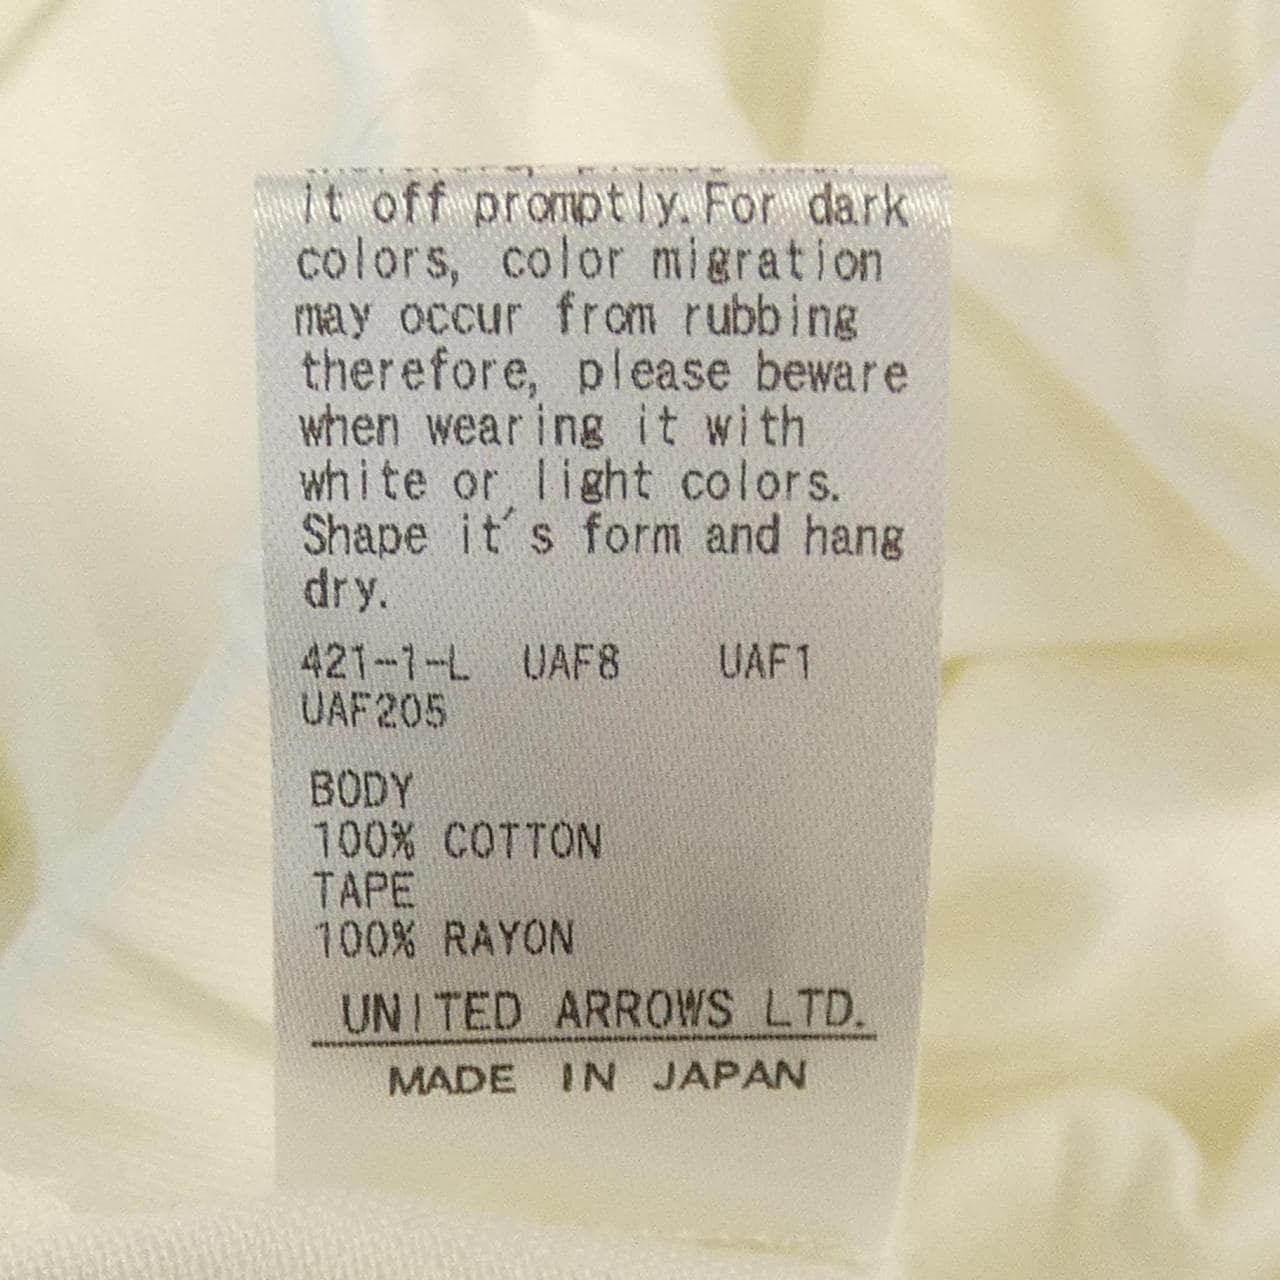 it off promptly.For dark
colors, color migration
may occur from rubbing
therefore, please beware
when wearing it with
white or light colors.
Shape it´s form and hang
dry.
421-1-L UAF8 UAF1
UAF205
BODY
100% COTTON
TAPE
100% RAYON
UNITED ARROWS LTD.
MADE IN JAPAN